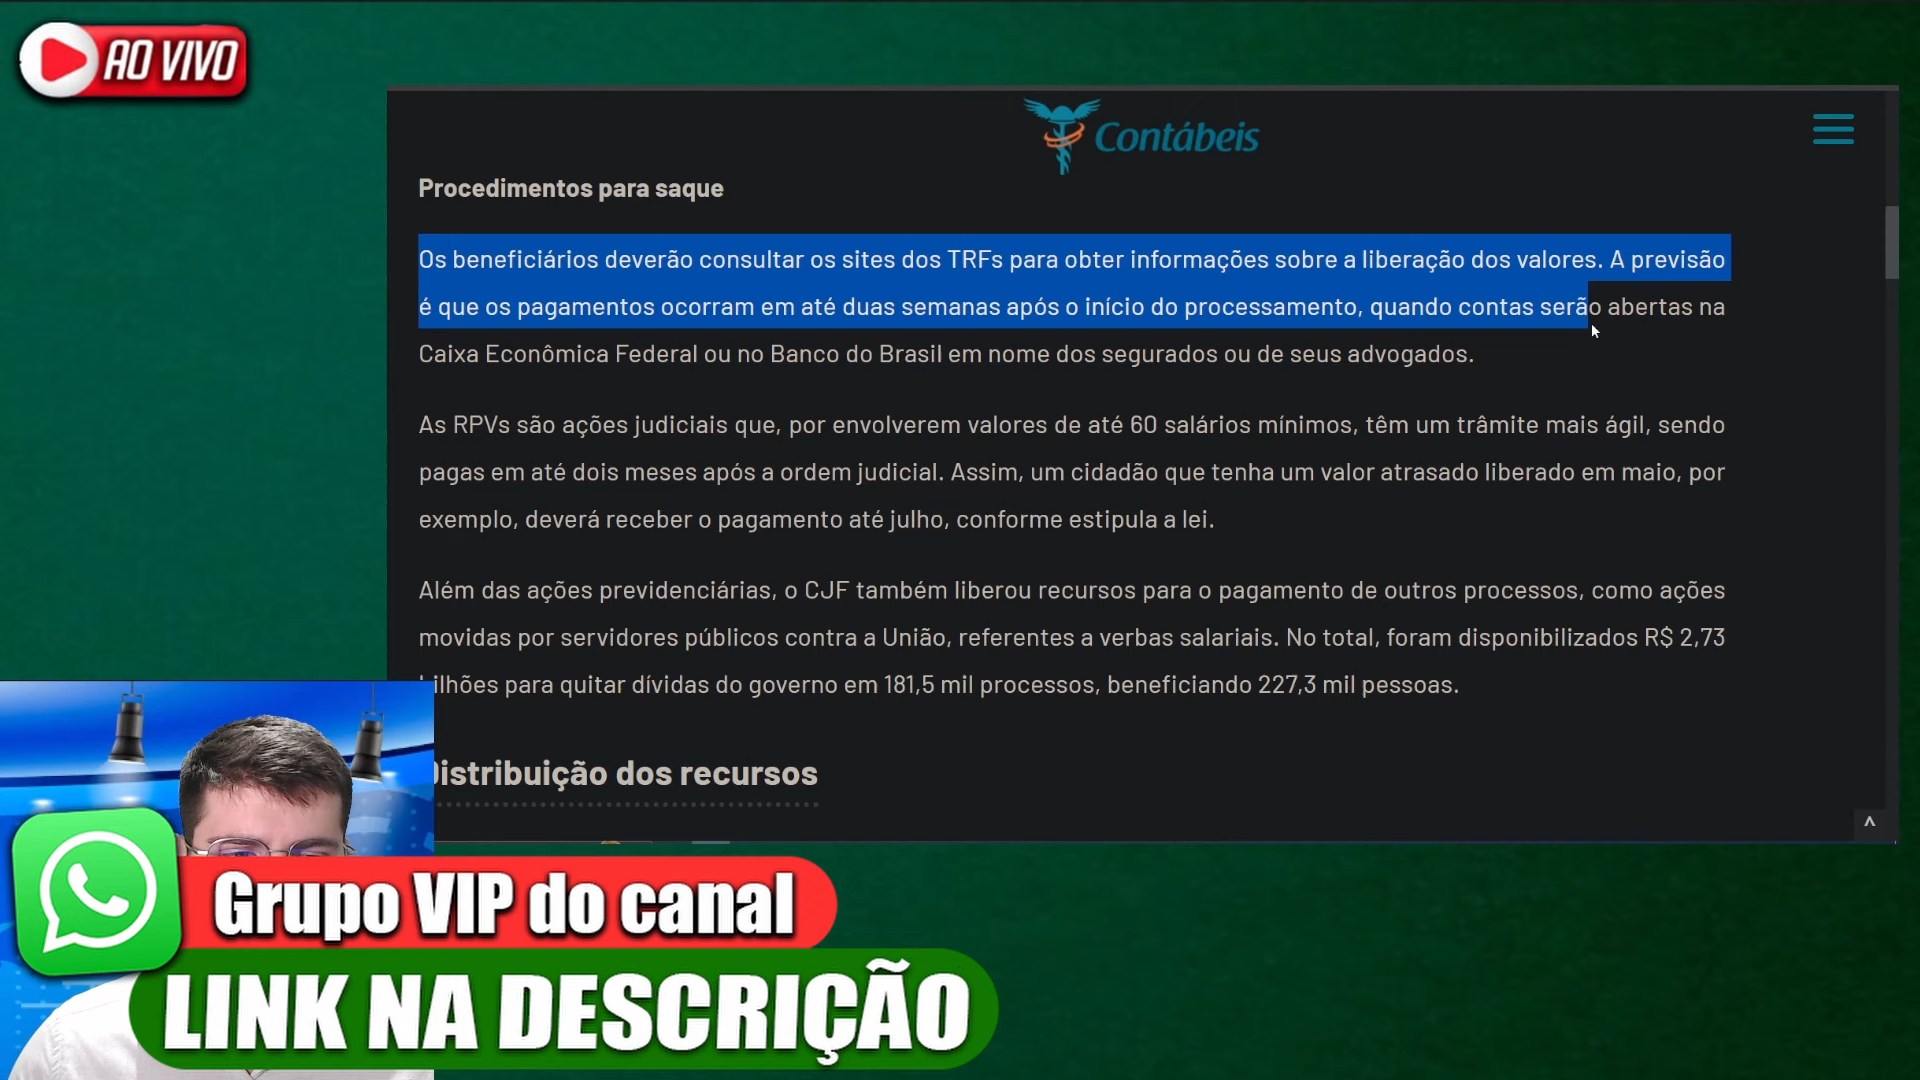 AO VIVO
Contábeis
Procedimentos para saque
Os beneficiários deverão consultar os sites dos TRFs para obter informações sobre a liberação dos valores. A previsão
é que os pagamentos ocorram em até duas semanas após o início do processamento, quando contas serão abertas na
Caixa Econômica Federal ou no Banco do Brasil em nome dos segurados ou de seus advogados.
As RPVs são ações judiciais que, por envolverem valores de até 60 salários mínimos, têm um trâmite mais ágil, sendo
pagas em até dois meses após a ordem judicial. Assim, um cidadão que tenha um valor atrasado liberado em maio, por
exemplo, deverá receber o pagamento até julho, conforme estipula a lei.
Além das ações previdenciárias, o CJF também liberou recursos para o pagamento de outros processos, como ações
movidas por servidores públicos contra a União, referentes a verbas salariais. No total, foram disponibilizados R$ 2,73
bilhões para quitar dívidas do governo em 181,5 mil processos, beneficiando 227,3 mil pessoas.
Distribuição dos recursos
Grupo VIP do canal
LINK NA DESCRIÇÃO